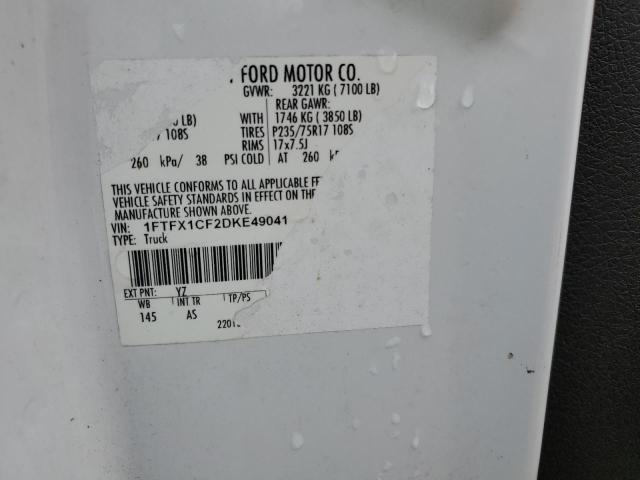 FORD MOTOR CO.
GVWR: 3221 KG ( 7100 LB)
REAR GAWR:
LB) WITH 1746 KG ( 3850 LB)
108S TIRES P235/75R17 108S
RIMS 17x7.5J
260 kPa/ 38 PSI COLD AT 260
THIS VEHICLE CONFORMS TO ALL APPLICABLE
VEHICLE SAFETY STANDARDS IN EFFECT ON THE
MANUFACTURE SHOWN ABOVE.
VIN: 1FTFX1CF2DKE49041
TYPE: Truck
EXT PNT: YZ
WB INT TR TP/PS
145 AS